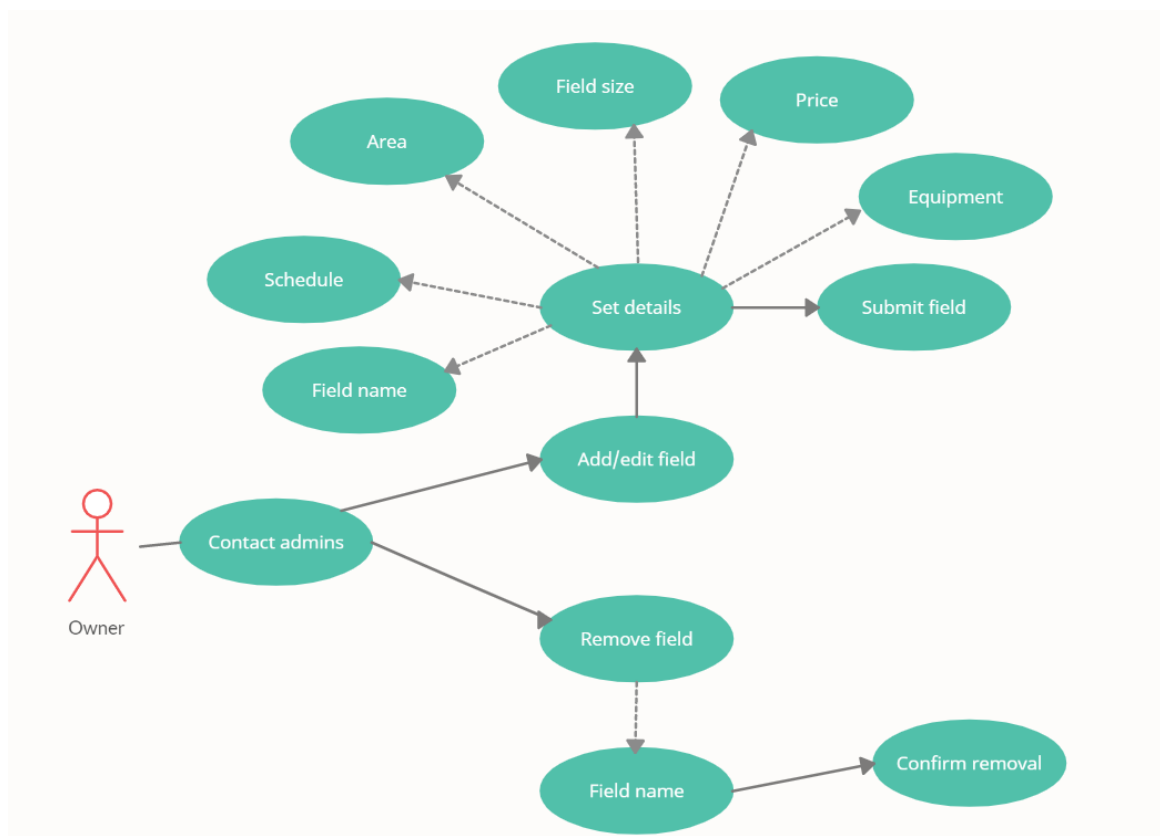 Field size
Price
Area
Equipment
Schedule
Set details
Submit field
Field name
Add/edit field
Contact admins
Owner
Remove field
Confirm removal
Field name